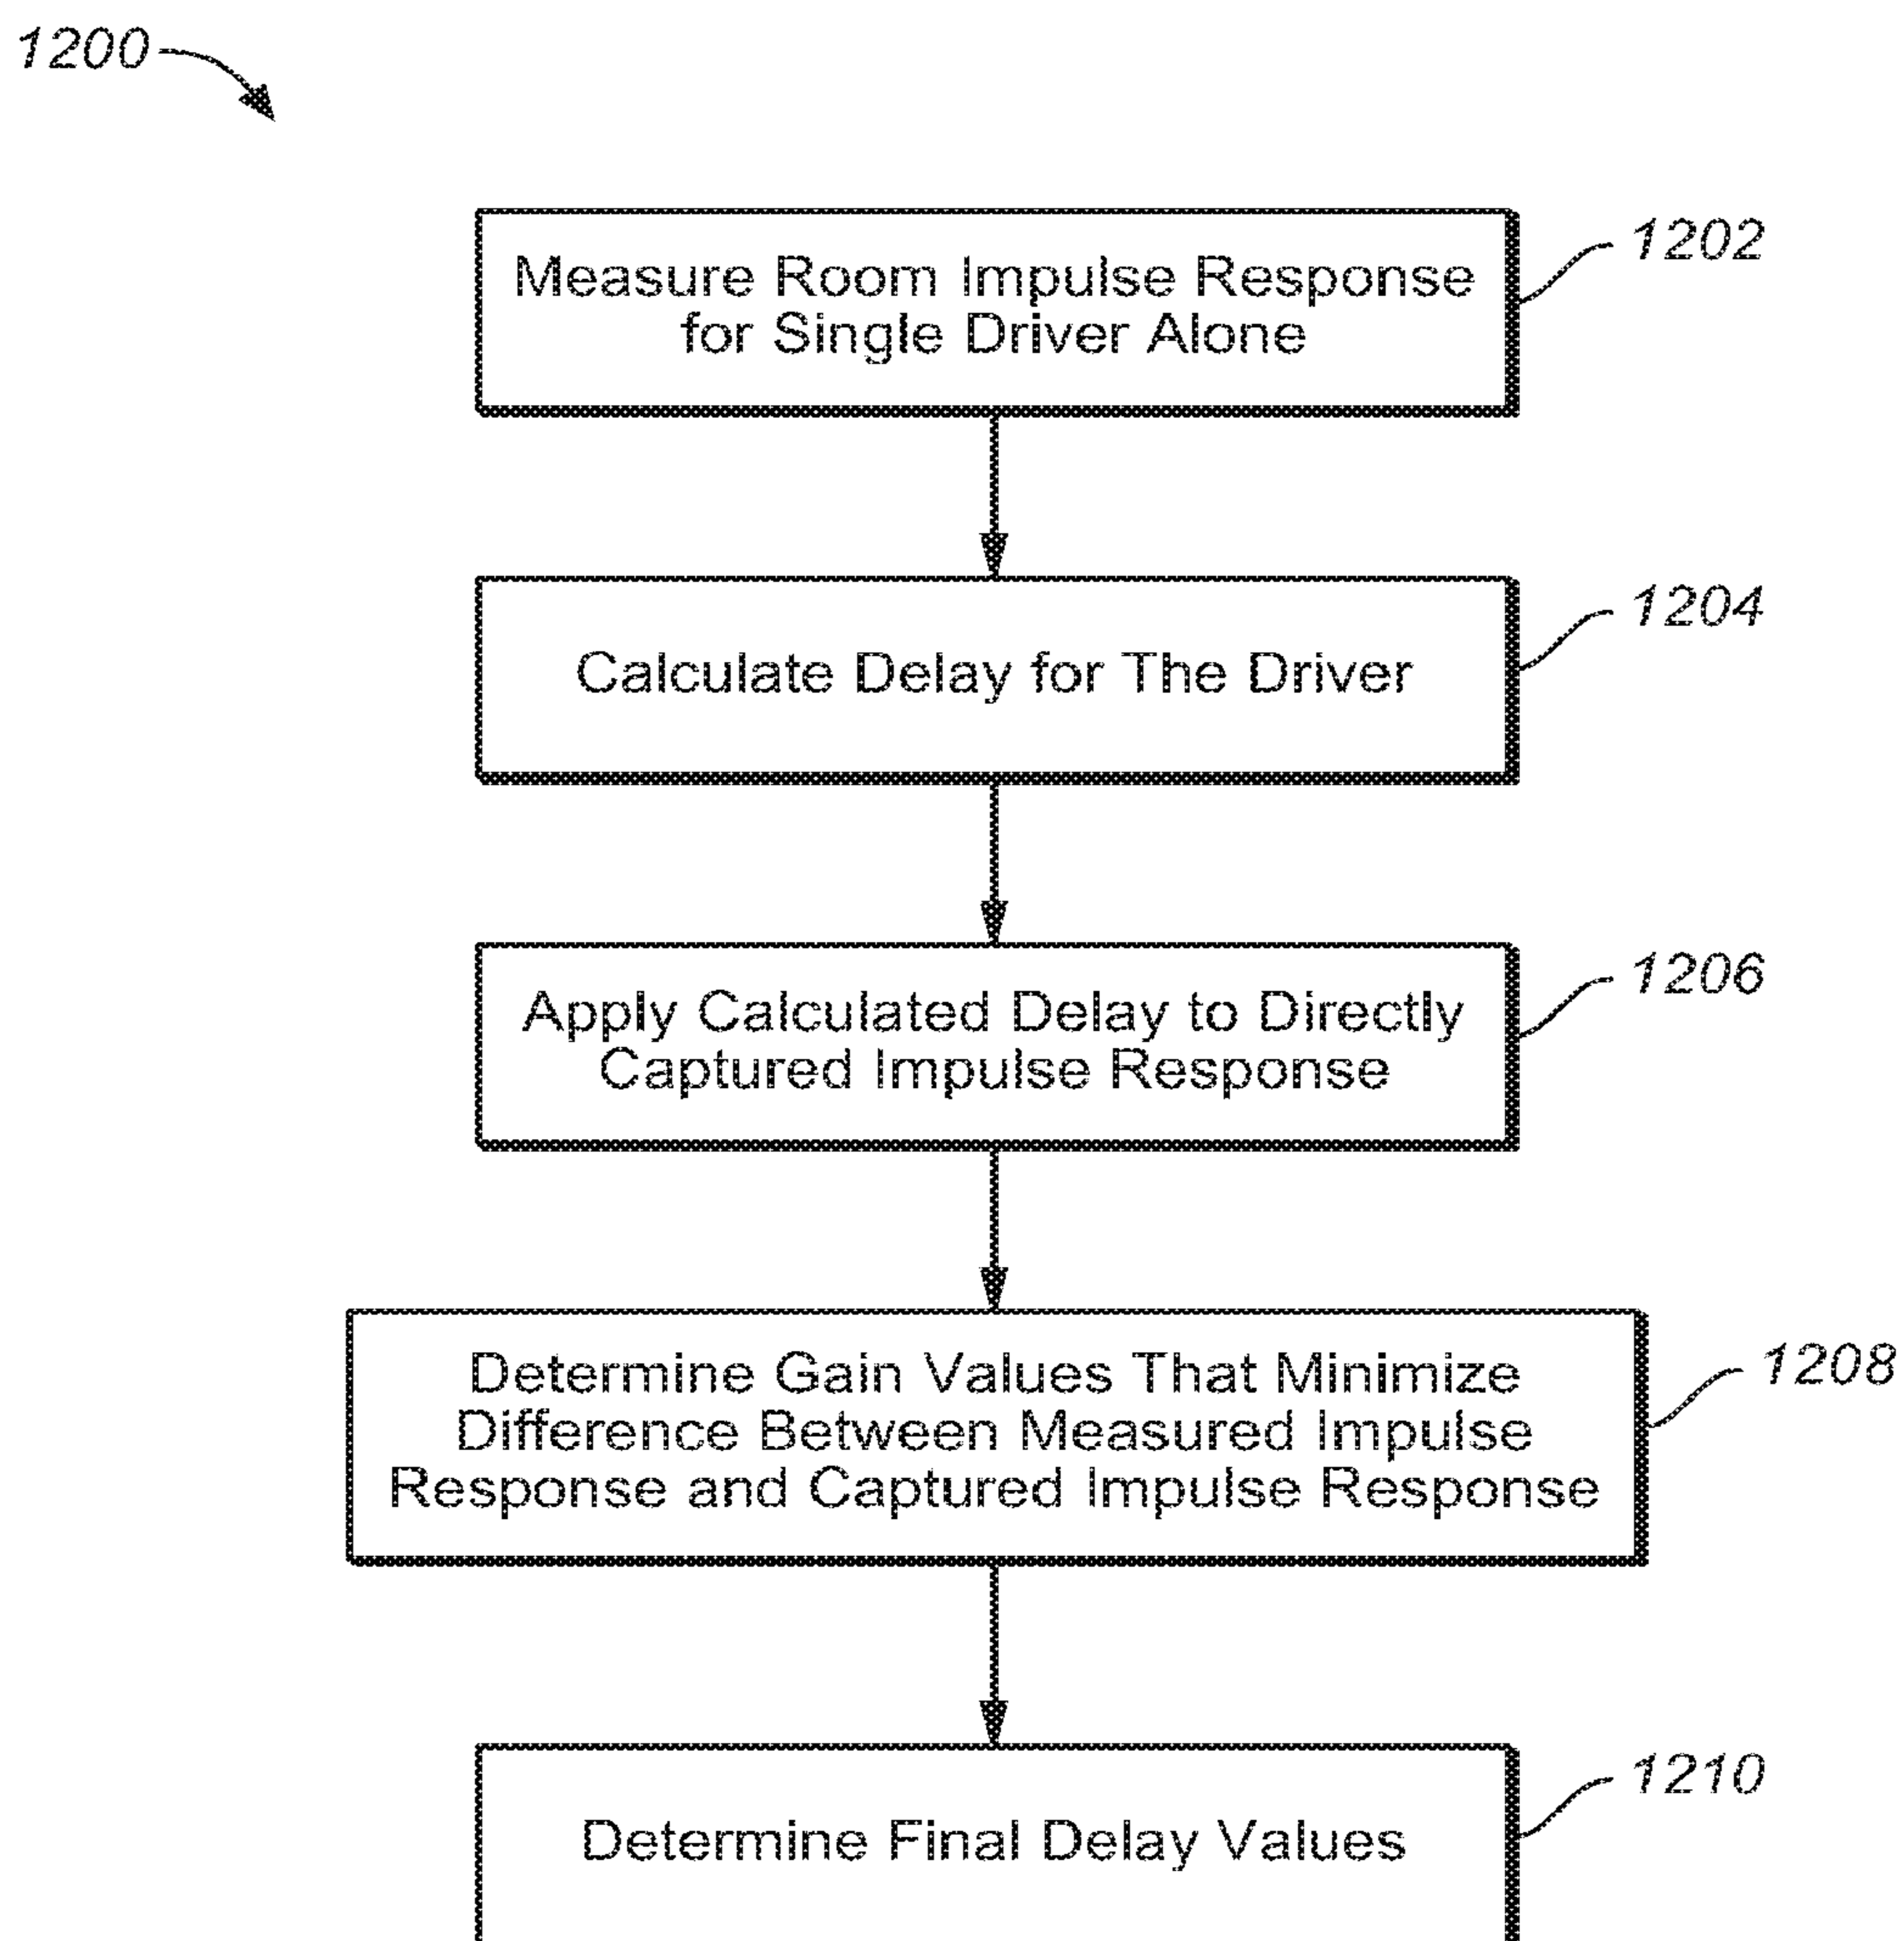 1200
Measure Room Impulse Response
for Single Driver Alone
1202
Calculate Delay for The Driver
1204
Apply Calculated Delay to Directly
Captured Impulse Response
1206
Determine Gain Values That Minimize
Difference Between Measured Impulse
Response and Captured Impulse Response
1208
Determine Final Delay Values
1210